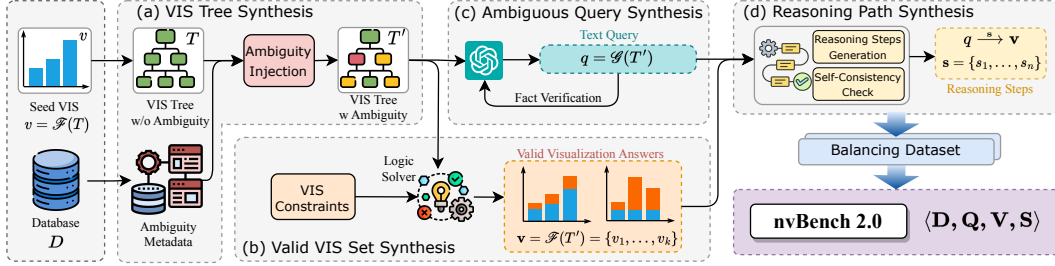 Seed VIS
v
v = ℱ(T)
Database
D
(a) VIS Tree Synthesis
T
VIS Tree
w/o Ambiguity
Ambiguity
Metadata
Ambiguity
Injection
T′
VIS Tree
w Ambiguity
(b) Valid VIS Set Synthesis
VIS
Constraints
Logic
Solver
Valid Visualization Answers
𝐯 = ℱ(T′) = {v₁, . . . , vₖ}
(c) Ambiguous Query Synthesis
Text Query
q = 𝒢(T′)
Fact Verification
(d) Reasoning Path Synthesis
Reasoning Steps
Generation
Self-Consistency
Check
q —s→ 𝐯
𝐬 = {s₁, . . . , sₙ}
Reasoning Steps
Balancing Dataset
nvBench 2.0
⟨D, Q, V, S⟩